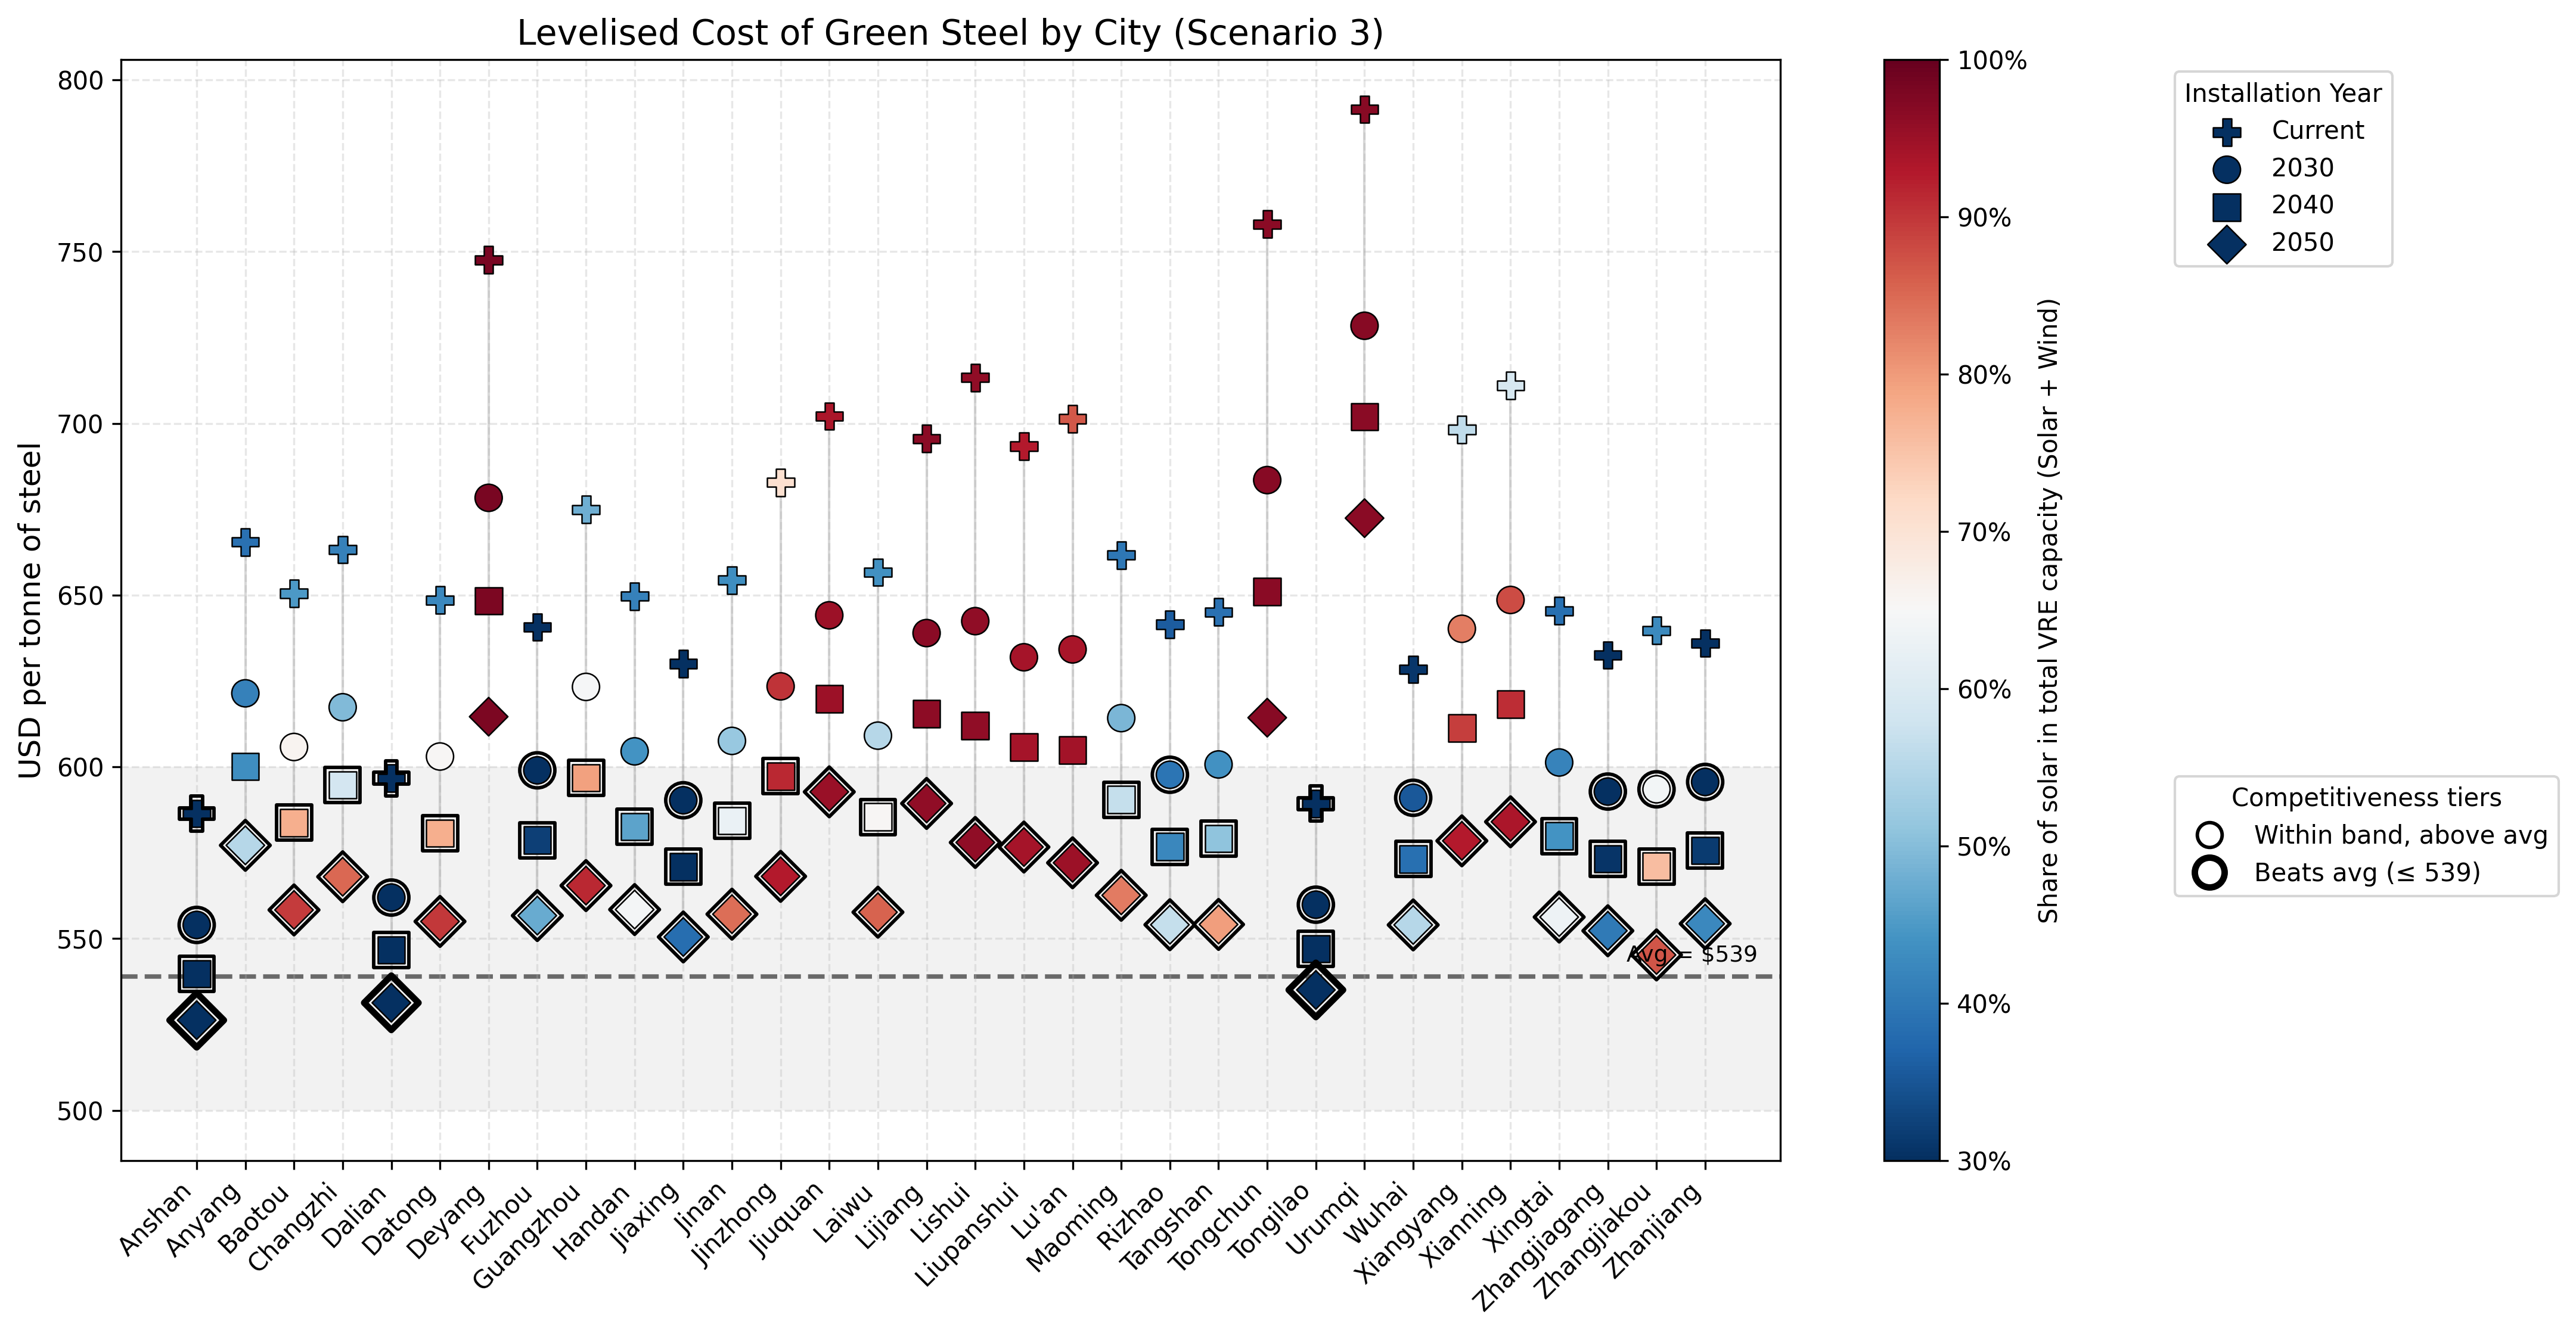 Levelised Cost of Green Steel by City (Scenario 3)
USD per tonne of steel
800
750
700
650
600
550
500
Avg = $539
Anshan
Anyang
Baotou
Changzhi
Dalian
Datong
Deyang
Fuzhou
Guangzhou
Handan
Jiaxing
Jinan
Jinzhong
Jiuquan
Laiwu
Lijiang
Lishui
Liupanshui
Lu'an
Maoming
Rizhao
Tangshan
Tongchun
Tongilao
Urumqi
Wuhai
Xiangyang
Xianning
Xingtai
Zhangjiagang
Zhangjiakou
Zhanjiang
100%
90%
80%
70%
60%
50%
40%
30%
Share of solar in total VRE capacity (Solar + Wind)
Installation Year
Current
2030
2040
2050
Competitiveness tiers
Within band, above avg
Beats avg (≤ 539)